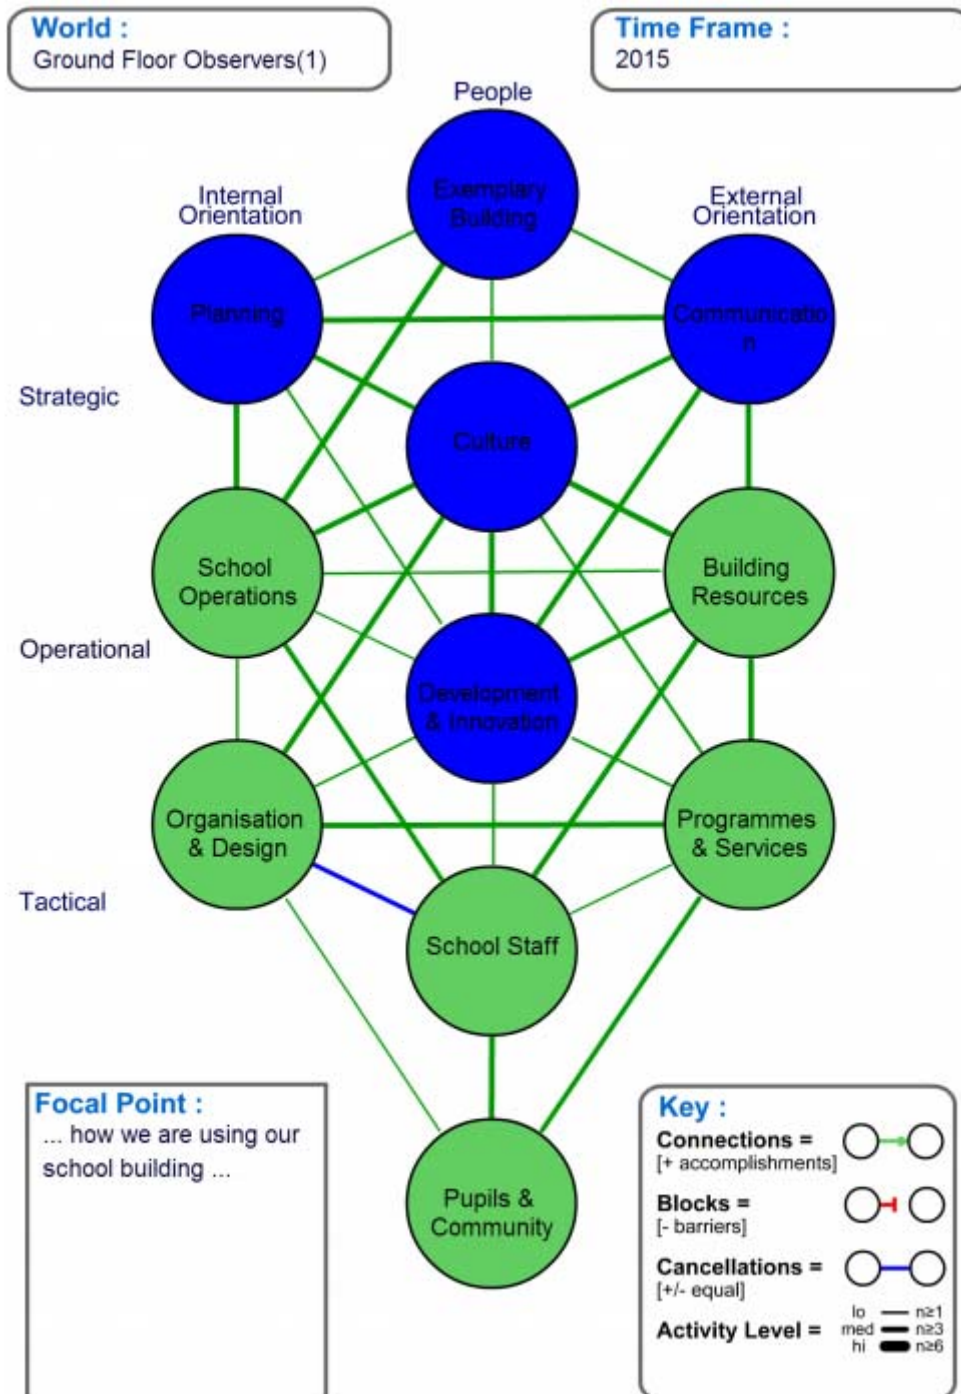 World :
Ground Floor Observers(1)
Time Frame :
2015
People
Exemplary
Building
Internal
Orientation
External
Orientation
Planning
Communicatio
n
Strategic
Culture
School
Operations
Building
Resources
Operational
Development
& Innovation
Organisation
& Design
Programmes
& Services
Tactical
School Staff
Focal Point :
... how we are using our
school building ...
Pupils &
Community
Key :
Connections =
[+ accomplishments]
Blocks =
[- barriers]
Cancellations =
[+/- equal]
Activity Level =
lo n≥1
med n≥3
hi n≥6